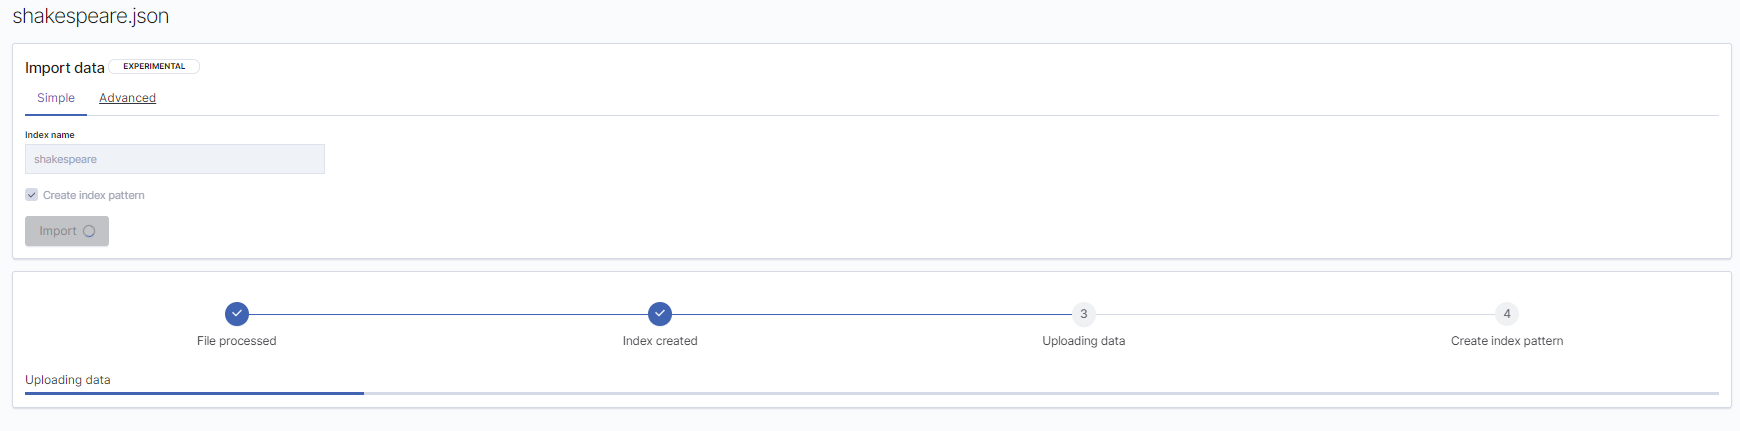 shakespeare.json
Import data EXPERIMENTAL
Simple Advanced
Index name
shakespeare
Create index pattern
Import
3 4
File processed Index created Uploading data Create index pattern
Uploading data